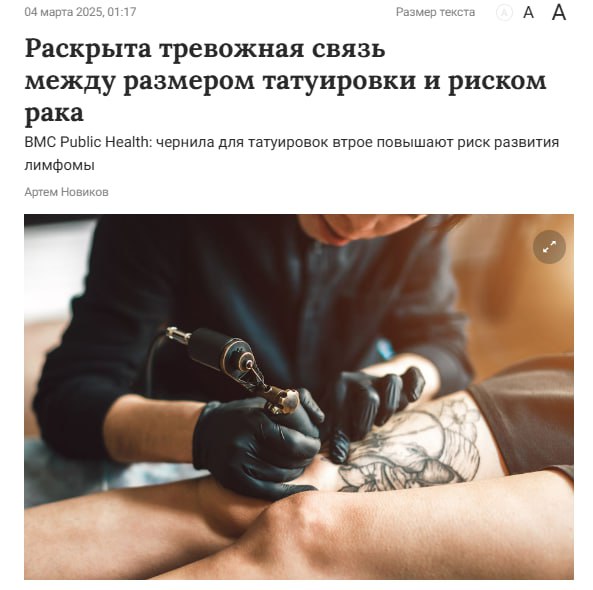 04 марта 2025, 01:17
Размер текста A A A
Раскрыта тревожная связь
между размером татуировки и риском
рака
BMC Public Health: чернила для татуировок втрое повышают риск развития
лимфомы
Артем Новиков